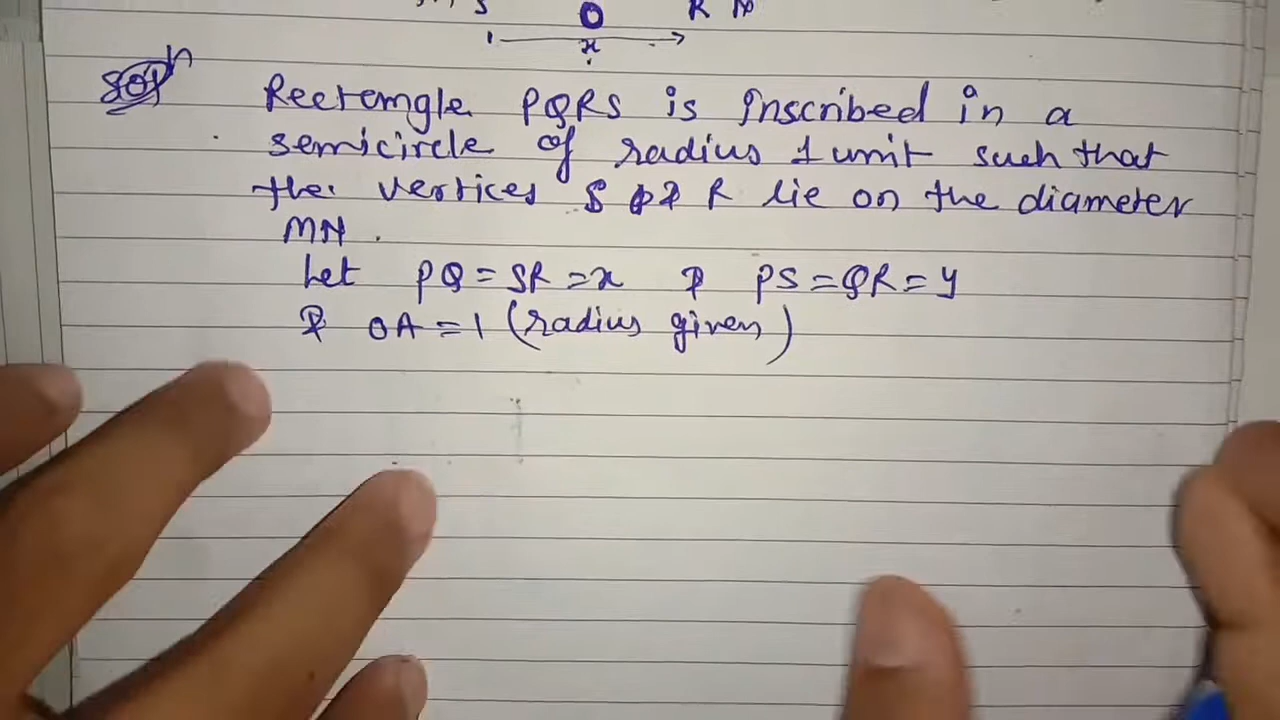 S O R N
x
Solⁿ Rectangle PQRS is inscribed in a
semicircle of radius 1 unit such that
the vertices S & R lie on the diameter
MN.
Let PQ = SR = x & PS = QR = y
& OA = 1 (radius given)